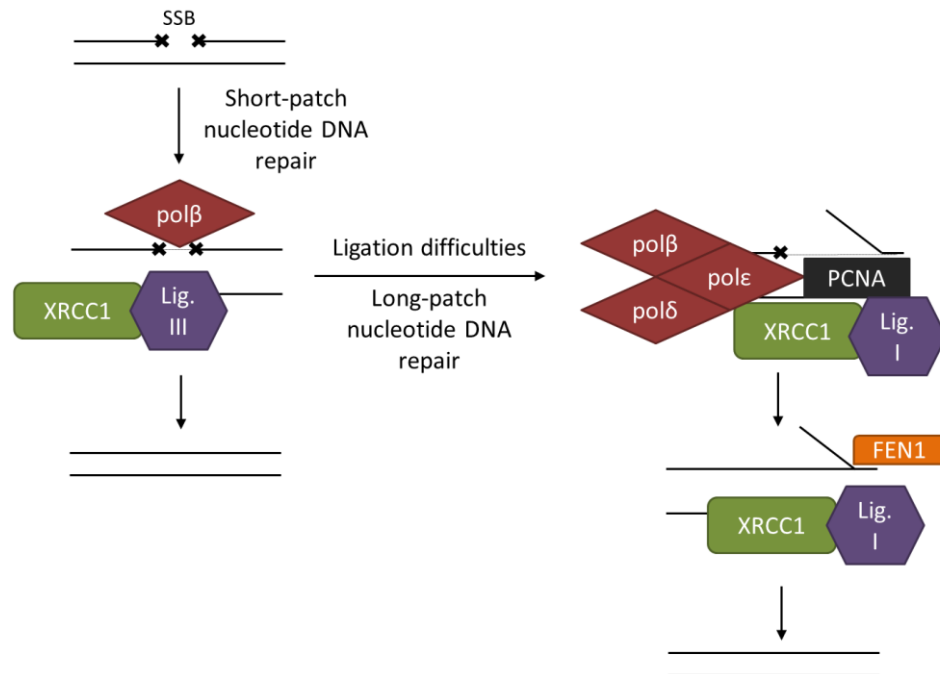 SSB
Short-patch
nucleotide DNA
repair
polβ
XRCC1
Lig.
III
Ligation difficulties
Long-patch
nucleotide DNA
repair
polβ
polε
polδ
PCNA
XRCC1
Lig.
I
FEN1
XRCC1
Lig.
I